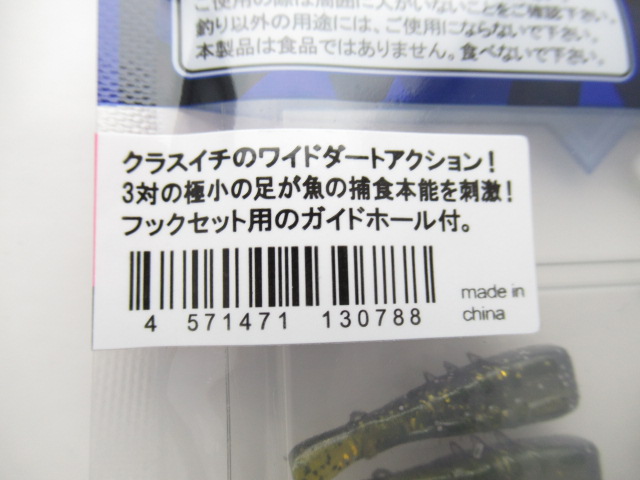 ご使用の際は周囲に人がいないことをご確認下さい。
釣り以外の用途には、ご使用にならないで下さい。
本製品は食品ではありません。食べないで下さい。
クラスイチのワイドダートアクション!
3対の極小の足が魚の捕食本能を刺激!
フックセット用のガイドホール付。
4 571471 130788
made in
china